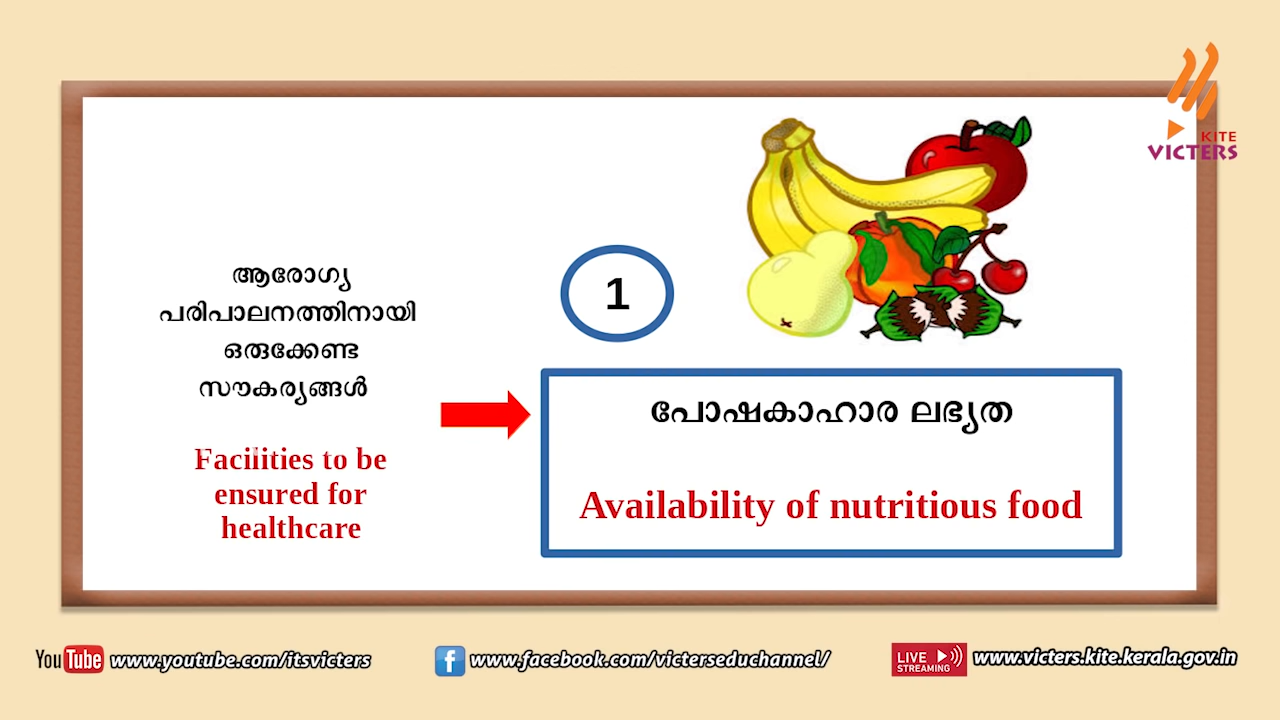 KITE
VICTERS
ആരോഗ്യ
പരിപാലനത്തിനായി
ഒരുക്കേണ്ട
സൗകര്യങ്ങൾ
Facilities to be
ensured for
healthcare
1
പോഷകാഹാര ലഭ്യത
Availability of nutritious food
YouTube www.youtube.com/itsvicters
f www.facebook.com/victerseduchannel/
LIVE
STREAMING
www.victers.kite.kerala.gov.in